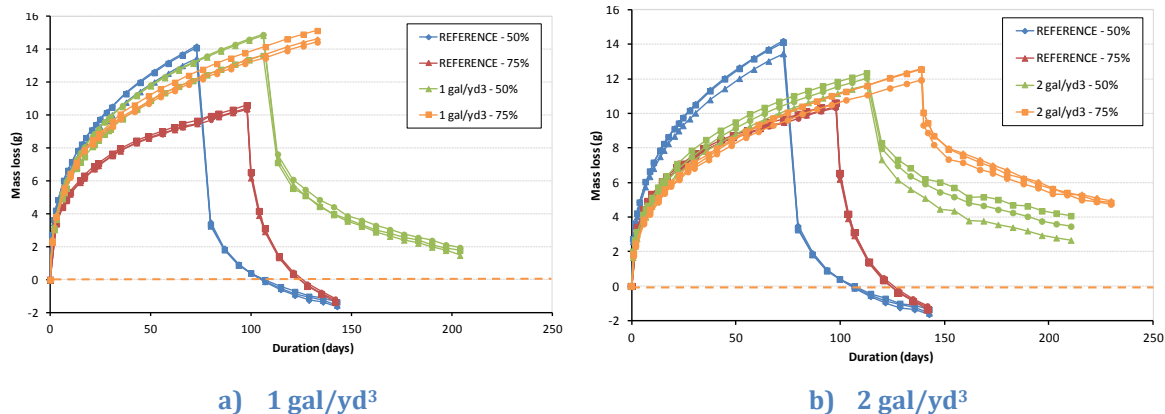 16
14
12
10
8
6
4
2
0
-2
Mass loss (g)
0
50
100
150
200
250
Duration (days)
REFERENCE - 50%
REFERENCE - 75%
1 gal/yd3 - 50%
1 gal/yd3 - 75%
a) 1 gal/yd³
16
14
12
10
8
6
4
2
0
-2
Mass loss (g)
0
50
100
150
200
250
Duration (days)
REFERENCE - 50%
REFERENCE - 75%
2 gal/yd3 - 50%
2 gal/yd3 - 75%
b) 2 gal/yd³